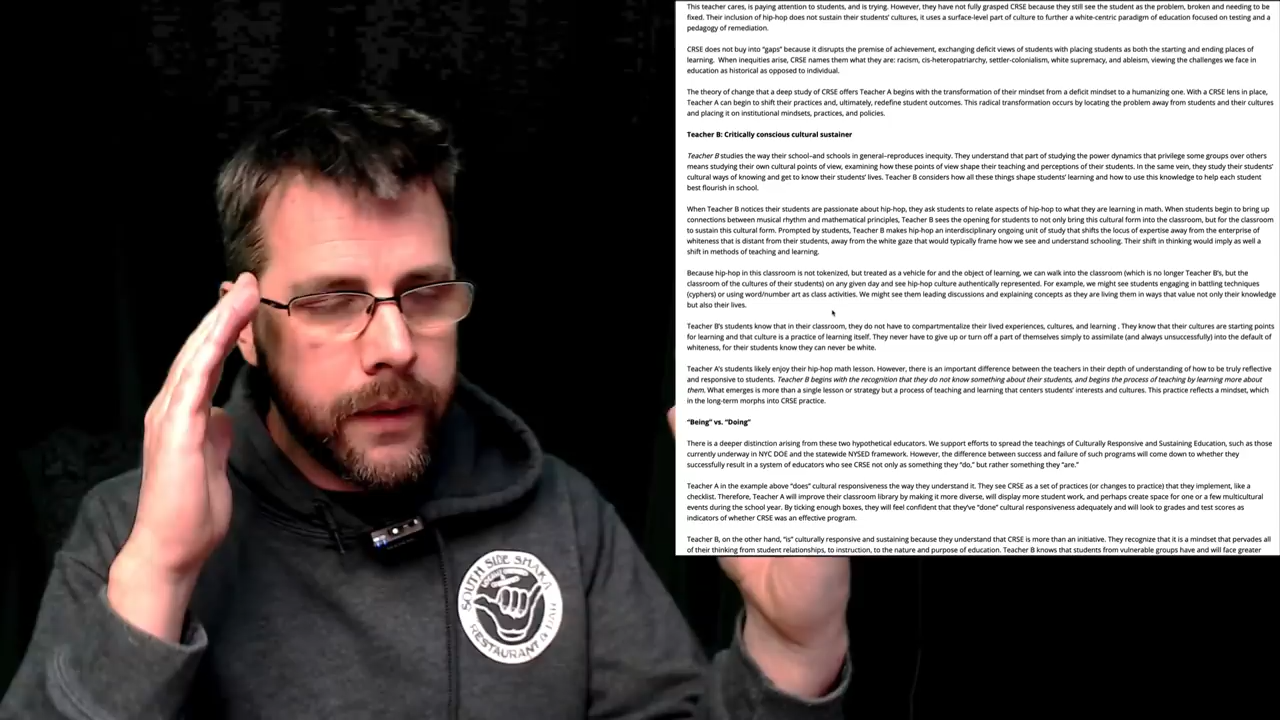 This teacher cares, is paying attention to students, and is trying. However, they have not fully grasped CRSE because they still see the student as the problem, broken and needing to be
fixed. Their inclusion of hip-hop does not sustain their students' cultures, it uses a surface-level part of culture to further a white-centric paradigm of education focused on testing and a
pedagogy of remediation.
CRSE does not buy into "gaps" because it disrupts the premise of achievement, exchanging deficit views of students with placing students as both the starting and ending places of
learning.  When inequities arise, CRSE names them what they are: racism, cis-heteropatriarchy, settler-colonialism, white supremacy, and ableism, viewing the challenges we face in
education as historical as opposed to individual.
The theory of change that a deep study of CRSE offers Teacher A begins with the transformation of their mindset from a deficit mindset to a humanizing one. With a CRSE lens in place,
Teacher A can begin to shift their practices and, ultimately, redefine student outcomes. This radical transformation occurs by locating the problem away from students and their cultures
and placing it on institutional mindsets, practices, and policies.
Teacher B: Critically conscious cultural sustainer
Teacher B studies the way their school–and schools in general–reproduces inequity. They understand that part of studying the power dynamics that privilege some groups over others
means studying their own cultural points of view, examining how these points of view shape their teaching and perceptions of their students. In the same vein, they study their students'
cultural ways of knowing and get to know their students' lives. Teacher B considers how all these things shape students' learning and how to use this knowledge to help each student
best flourish in school.
When Teacher B notices their students are passionate about hip-hop, they ask students to relate aspects of hip-hop to what they are learning in math. When students begin to bring up
connections between musical rhythm and mathematical principles, Teacher B sees the opening for students to not only bring this cultural form into the classroom, but for the classroom
to sustain this cultural form. Prompted by students, Teacher B makes hip-hop an interdisciplinary ongoing unit of study that shifts the locus of expertise away from the enterprise of
whiteness that is distant from their students, away from the white gaze that would typically frame how we see and understand schooling. Their shift in thinking would imply as well a
shift in methods of teaching and learning.
Because hip-hop in this classroom is not tokenized, but treated as a vehicle for and the object of learning, we can walk into the classroom (which is no longer Teacher B's, but the
classroom of the cultures of their students) on any given day and see hip-hop culture authentically represented. For example, we might see students engaging in battling techniques
(cyphers) or using word/number art as class activities. We might see them leading discussions and explaining concepts as they are living them in ways that value not only their knowledge
but also their lives.
Teacher B's students know that in their classroom, they do not have to compartmentalize their lived experiences, cultures, and learning . They know that their cultures are starting points
for learning and that culture is a practice of learning itself. They never have to give up or turn off a part of themselves simply to assimilate (and always unsuccessfully) into the default of
whiteness, for their students know they can never be white.
Teacher A's students likely enjoy their hip-hop math lesson. However, there is an important difference between the teachers in their depth of understanding of how to be truly reflective
and responsive to students. Teacher B begins with the recognition that they do not know something about their students, and begins the process of teaching by learning more about
them. What emerges is more than a single lesson or strategy but a process of teaching and learning that centers students' interests and cultures. This practice reflects a mindset, which
in the long-term morphs into CRSE practice.
"Being" vs. "Doing"
There is a deeper distinction arising from these two hypothetical educators. We support efforts to spread the teachings of Culturally Responsive and Sustaining Education, such as those
currently underway in NYC DOE and the statewide NYSED framework. However, the difference between success and failure of such programs will come down to whether they
successfully result in a system of educators who see CRSE not only as something they "do," but rather something they "are."
Teacher A in the example above "does" cultural responsiveness the way they understand it. They see CRSE as a set of practices (or changes to practice) that they implement, like a
checklist. Therefore, Teacher A will improve their classroom library by making it more diverse, will display more student work, and perhaps create space for one or a few multicultural
events during the school year. By ticking enough boxes, they will feel confident that they've "done" cultural responsiveness adequately and will look to grades and test scores as
indicators of whether CRSE was an effective program.
Teacher B, on the other hand, "is" culturally responsive and sustaining because they understand that CRSE is more than an initiative. They recognize that it is a mindset that pervades all
of their thinking from student relationships, to instruction, to the nature and purpose of education. Teacher B knows that students from vulnerable groups have and will face greater
SOUTH SIDE SHAKA
RESTAURANT & BAR